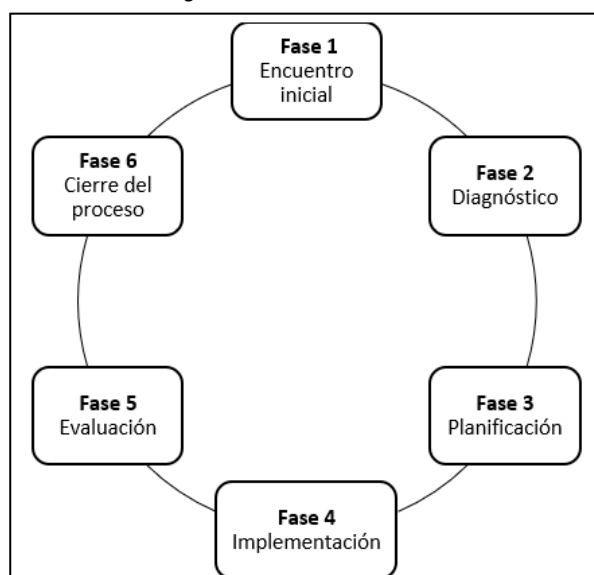 Fase 1
Encuentro
inicial
Fase 2
Diagnóstico
Fase 3
Planificación
Fase 4
Implementación
Fase 5
Evaluación
Fase 6
Cierre del
proceso